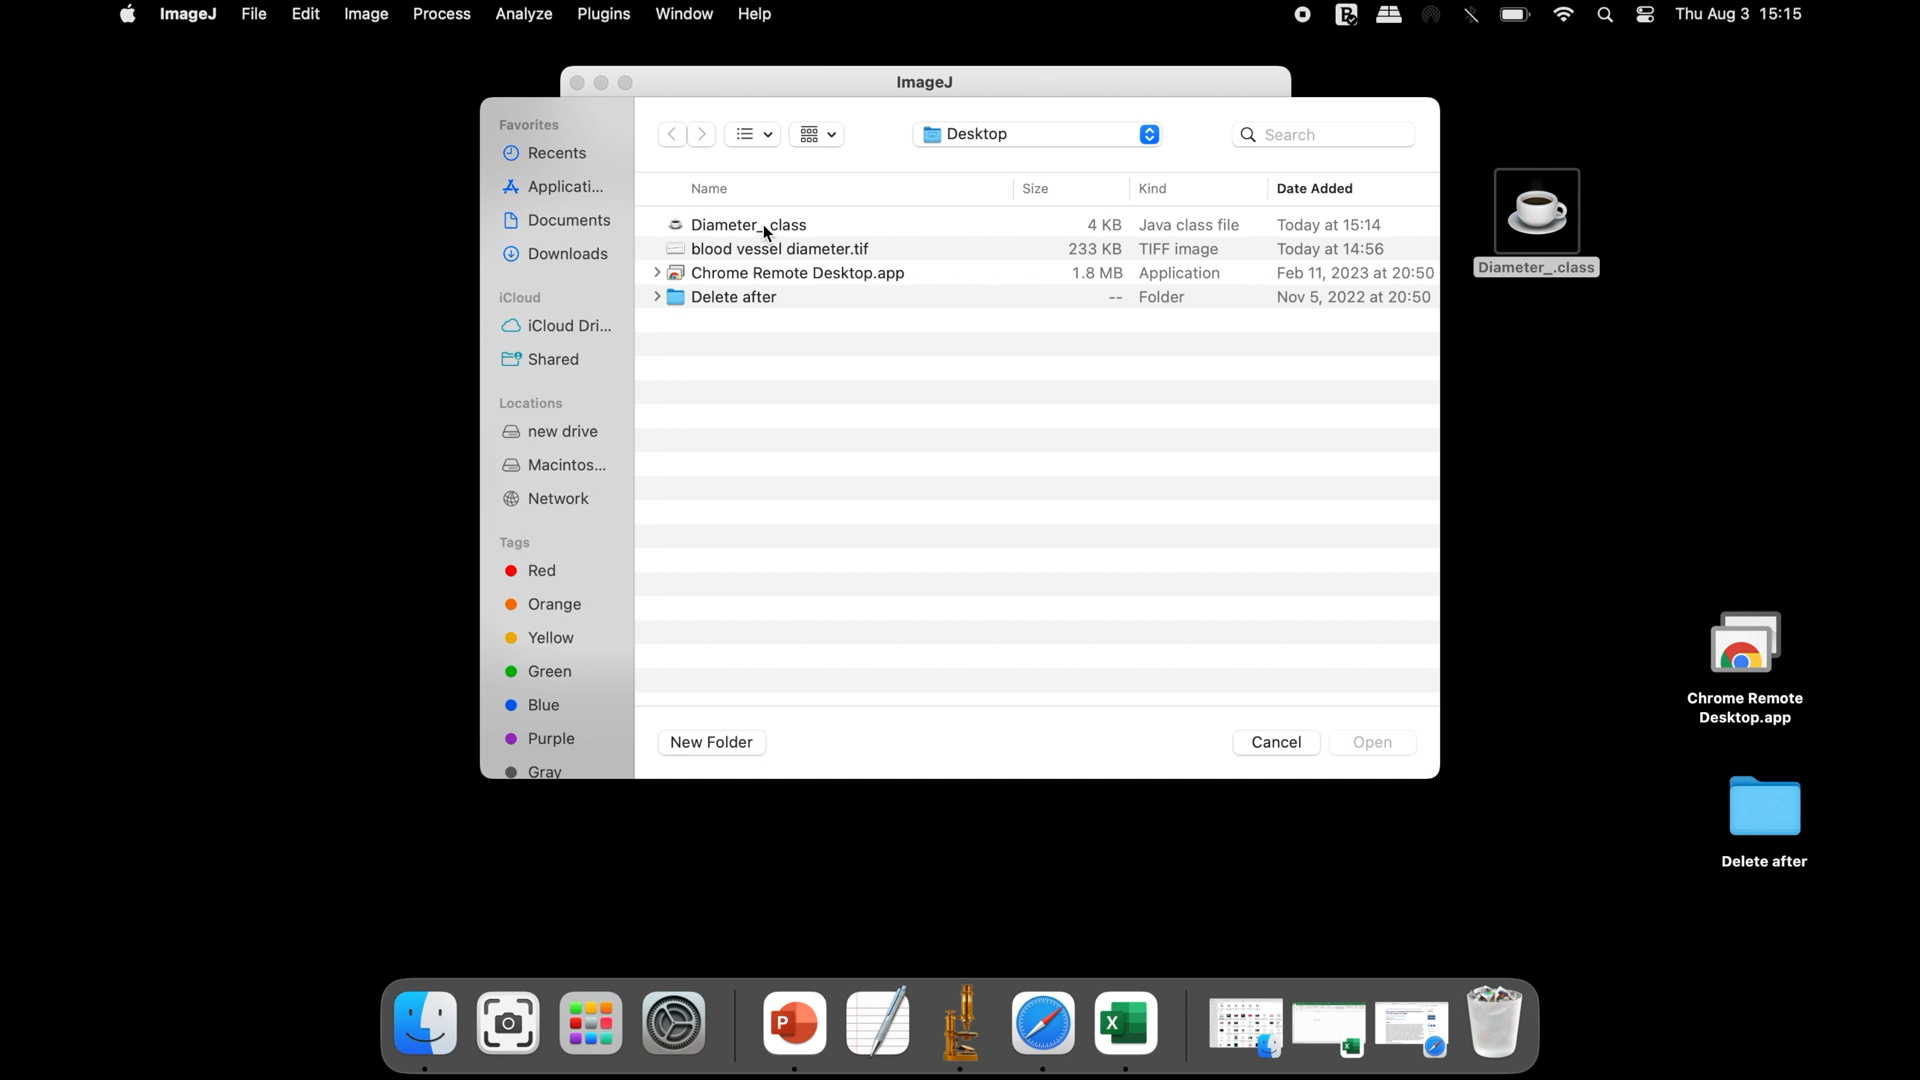 ImageJ File Edit Image Process Analyze Plugins Window Help Thu Aug 3 15:15
ImageJ
Favorites
Recents
Applicati...
Documents
Downloads
iCloud
iCloud Dri...
Shared
Locations
new drive
Macintos...
Network
Tags
Red
Orange
Yellow
Green
Blue
Purple
Gray
Desktop
Search
Name Size Kind Date Added
Diameter_.class 4 KB Java class file Today at 15:14
blood vessel diameter.tif 233 KB TIFF image Today at 14:56
Chrome Remote Desktop.app 1.8 MB Application Feb 11, 2023 at 20:50
Delete after -- Folder Nov 5, 2022 at 20:50
New Folder Cancel Open
Diameter_.class
Chrome Remote
Desktop.app
Delete after